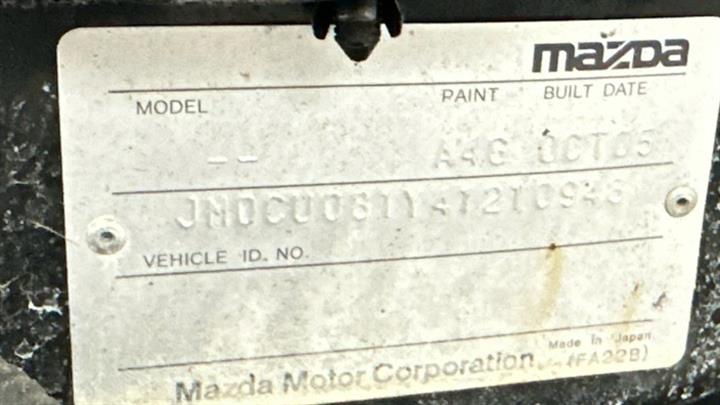 mazda
MODEL PAINT BUILT DATE
-- A4G OCT05
VEHICLE ID. NO.
Made in Japan
Mazda Motor Corporation (FA22B)